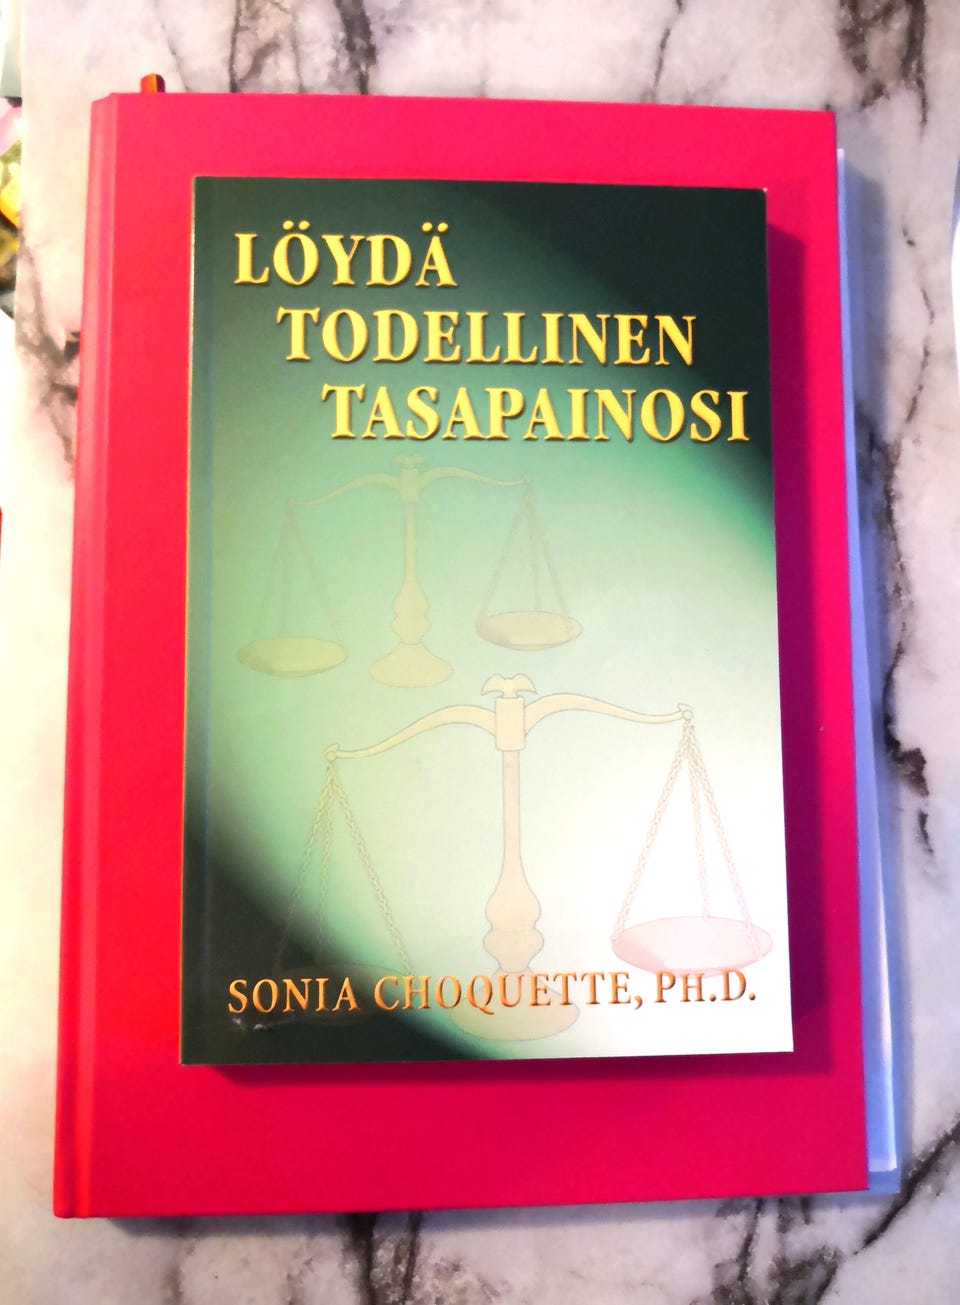 LÖYDÄ
TODELLINEN
TASAPAINOSI
SONIA CHOQUETTE, PH.D.